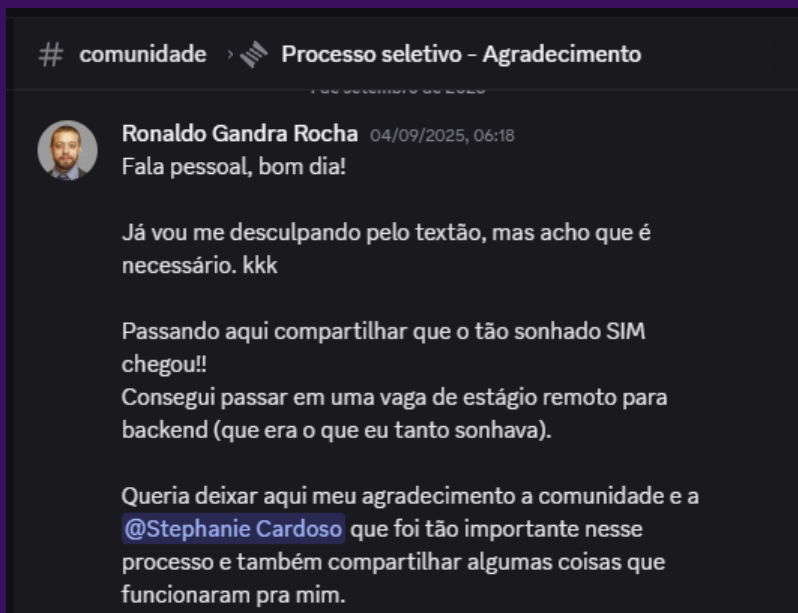 # comunidade › Processo seletivo - Agradecimento
Ronaldo Gandra Rocha 04/09/2025, 06:18
Fala pessoal, bom dia!
Já vou me desculpando pelo textão, mas acho que é
necessário. kkk
Passando aqui compartilhar que o tão sonhado SIM
chegou!!
Consegui passar em uma vaga de estágio remoto para
backend (que era o que eu tanto sonhava).
Queria deixar aqui meu agradecimento a comunidade e a
@Stephanie Cardoso que foi tão importante nesse
processo e também compartilhar algumas coisas que
funcionaram pra mim.